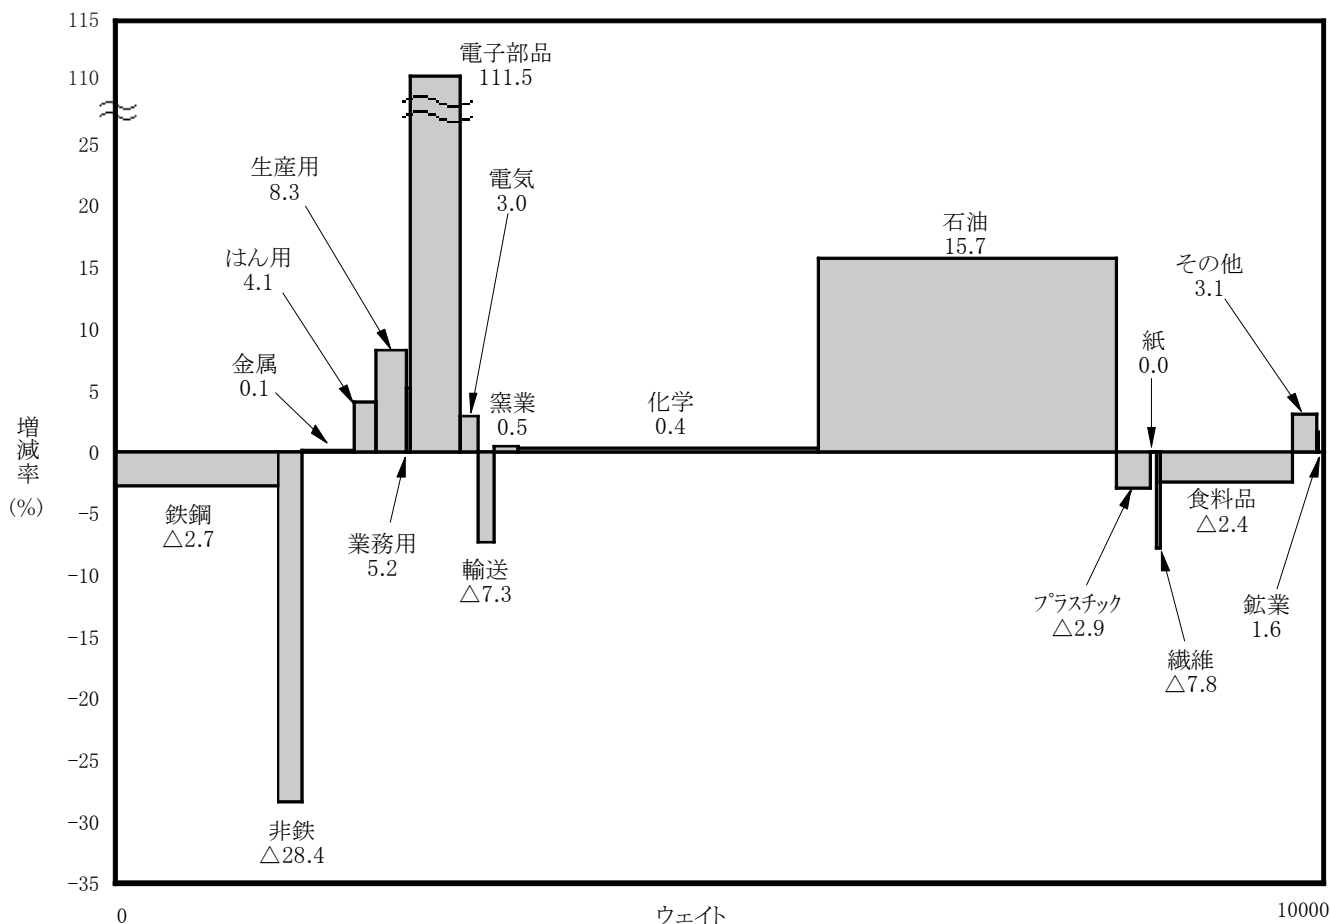 115
110
25
20
15
10
5
0
−5
−10
−15
−20
−25
−30
−35
増減率
(%)
電子部品
111.5
生産用
8.3
電気
3.0
はん用
4.1
石油
15.7
その他
3.1
金属
0.1
窯業
0.5
化学
0.4
紙
0.0
鉄鋼
△2.7
業務用
5.2
輸送
△7.3
プラスチック
△2.9
繊維
△7.8
食料品
△2.4
鉱業
1.6
非鉄
△28.4
0
ウェイト
10000